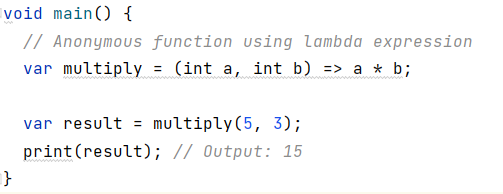 void main() {
  // Anonymous function using lambda expression
  var multiply = (int a, int b) => a * b;

  var result = multiply(5, 3);
  print(result); // Output: 15
}